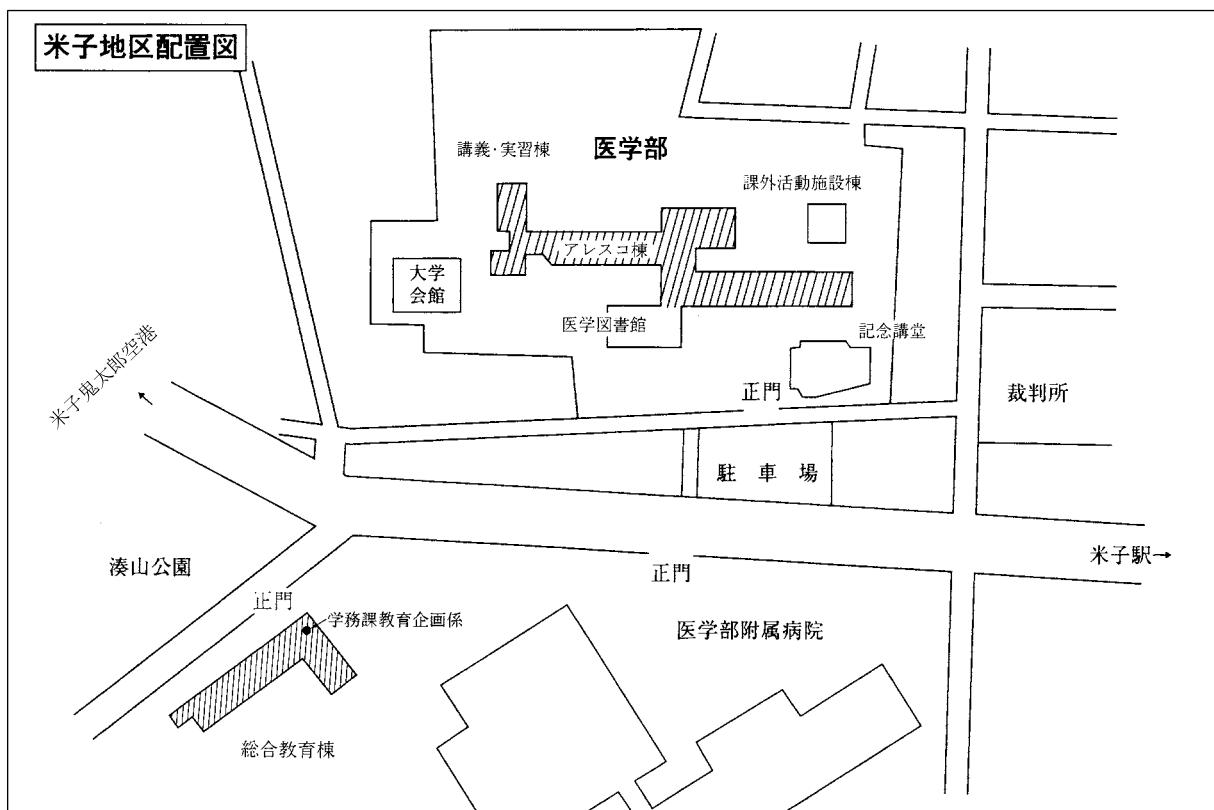 米子地区配置図
講義・実習棟
医学部
課外活動施設棟
アレスコ棟
大学
会館
医学図書館
記念講堂
米子鬼太郎空港
←
正門
裁判所
駐車場
湊山公園
正門
米子駅→
正門
学務課教育企画係
医学部附属病院
総合教育棟